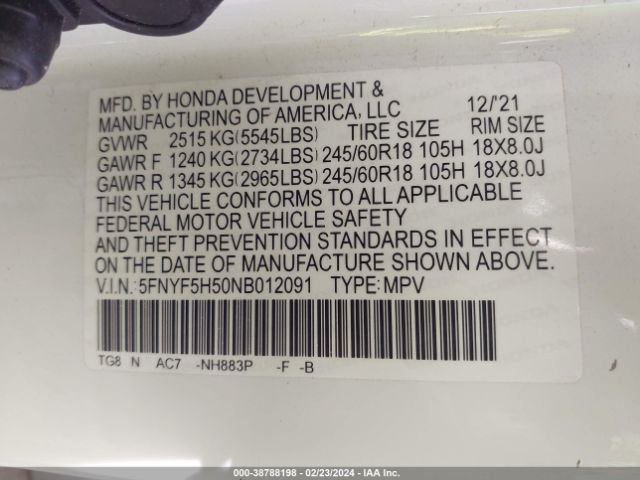 MFD. BY HONDA DEVELOPMENT &
MANUFACTURING OF AMERICA, LLC 12/'21
GVWR 2515 KG(5545LBS) TIRE SIZE RIM SIZE
GAWR F 1240 KG(2734LBS) 245/60R18 105H 18X8.0J
GAWR R 1345 KG(2965LBS) 245/60R18 105H 18X8.0J
THIS VEHICLE CONFORMS TO ALL APPLICABLE
FEDERAL MOTOR VEHICLE SAFETY
AND THEFT PREVENTION STANDARDS IN EFFECT
ON THE DATE OF MANUFACTURE SHOWN ABOVE.
V.I.N.:5FNYF5H50NB012091 TYPE:MPV
TG8 N AC7 -NH883P -F -B
000-38788198 - 02/23/2024 - IAA Inc.